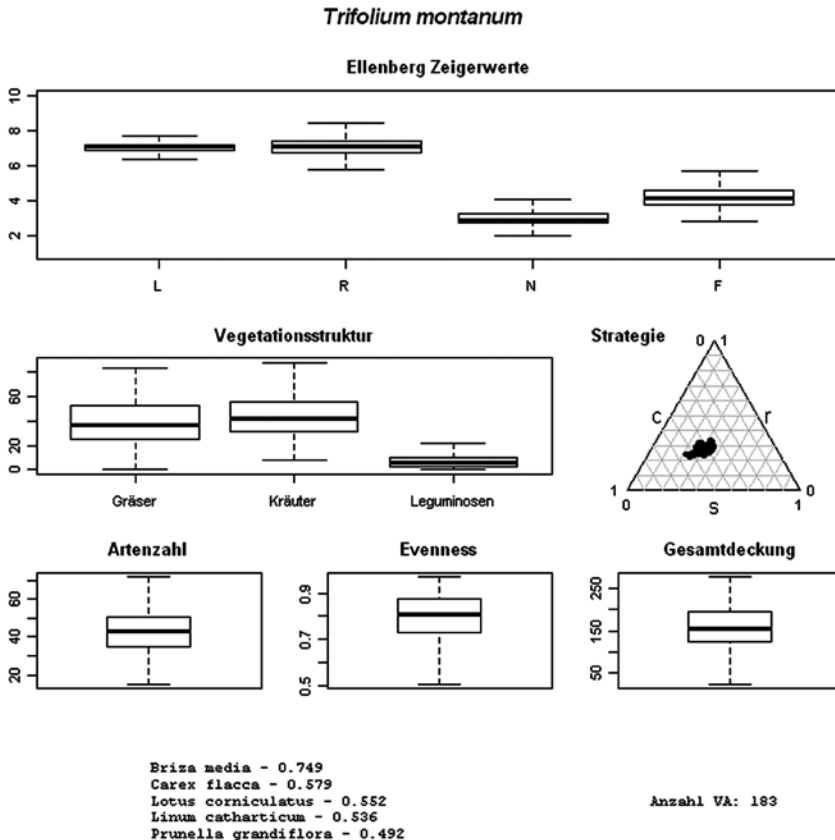 Trifolium montanum
Ellenberg Zeigerwerte
10
8
6
4
2
L R N F
Vegetationsstruktur
60
20
0
Gräser Kräuter Leguminosen
Strategie
0 1
c r
1 0
0 s 1
Artenzahl
60
40
20
Evenness
0.9
0.7
0.5
Gesamtdeckung
250
150
50
Briza media - 0.749
Carex flacca - 0.579
Lotus corniculatus - 0.552
Linum catharticum - 0.536
Prunella grandiflora - 0.492
Anzahl VA: 183